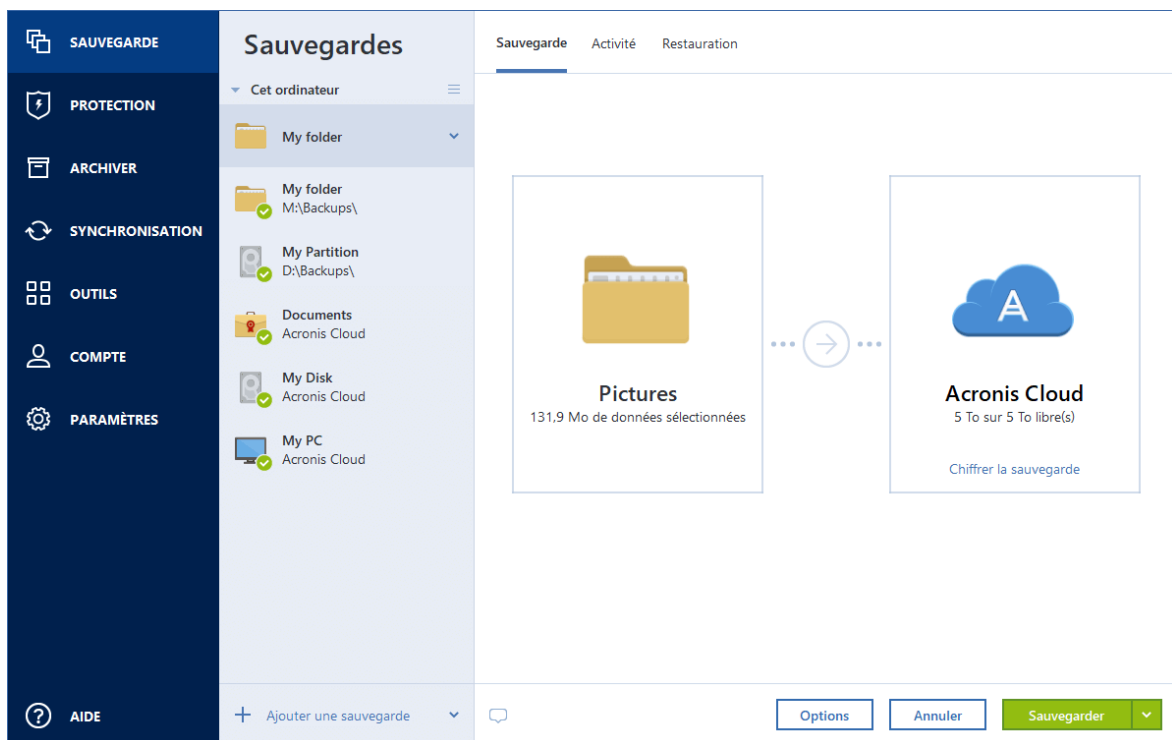 SAUVEGARDE
PROTECTION
ARCHIVER
SYNCHRONISATION
OUTILS
COMPTE
PARAMÈTRES
AIDE
Sauvegardes
Cet ordinateur
My folder
My folder
M:\Backups\
My Partition
D:\Backups\
Documents
Acronis Cloud
My Disk
Acronis Cloud
My PC
Acronis Cloud
Ajouter une sauvegarde
Sauvegarde Activité Restauration
Pictures
131,9 Mo de données sélectionnées
A
Acronis Cloud
5 To sur 5 To libre(s)
Chiffrer la sauvegarde
Options Annuler Sauvegarder